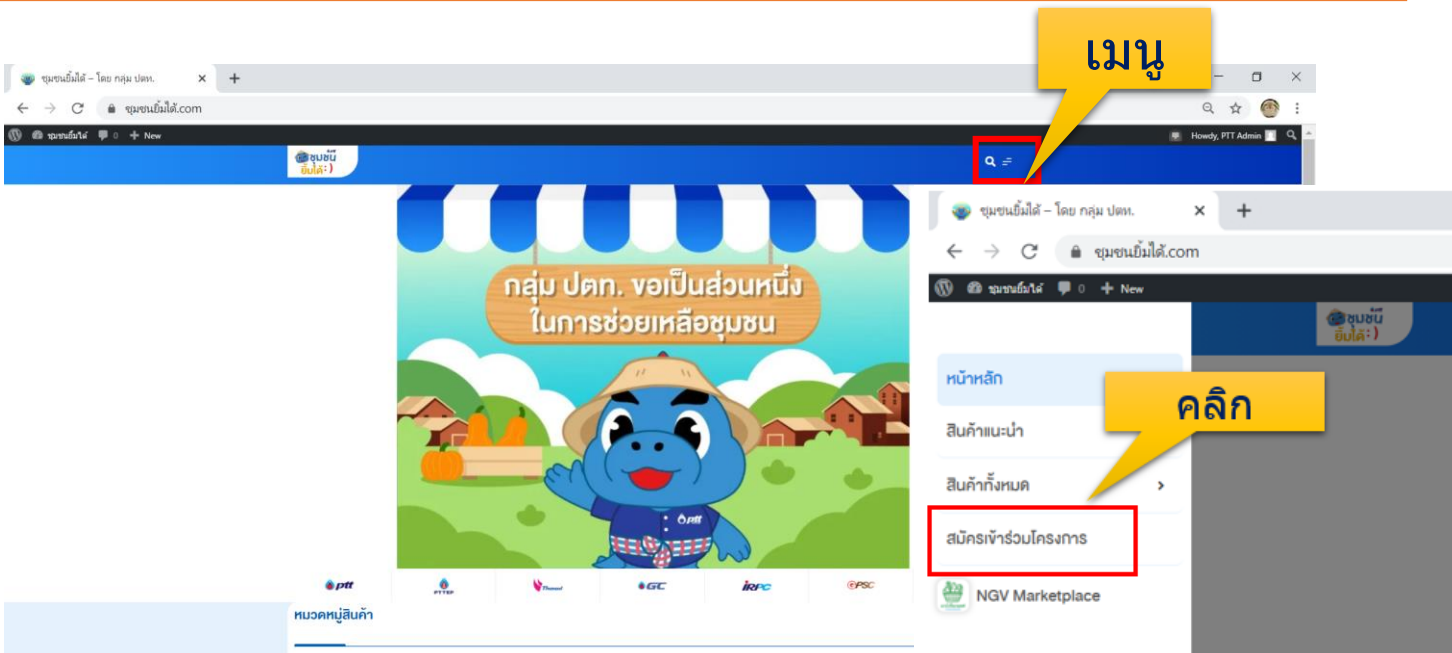 เมนู
ชุมชนยิ้มได้ – โดย กลุ่ม ปตท.
ชุมชนยิ้มได้.com
ชุมชนยิ้มได้ 0 + New
Howdy, PTT Admin
ชุมชน
ยิ้มได้:)
กลุ่ม ปตท. ขอเป็นส่วนหนึ่ง
ในการช่วยเหลือชุมชน
ptt
ptt
PTTEP
Thaioil
GC
IRPC
GPSC
หมวดหมู่สินค้า
ชุมชนยิ้มได้ – โดย กลุ่ม ปตท.
ชุมชนยิ้มได้.com
ชุมชนยิ้มได้ 0 + New
ชุมชน
ยิ้มได้:)
หน้าหลัก
คลิก
สินค้าแนะนำ
สินค้าทั้งหมด
สมัครเข้าร่วมโครงการ
NGV Marketplace